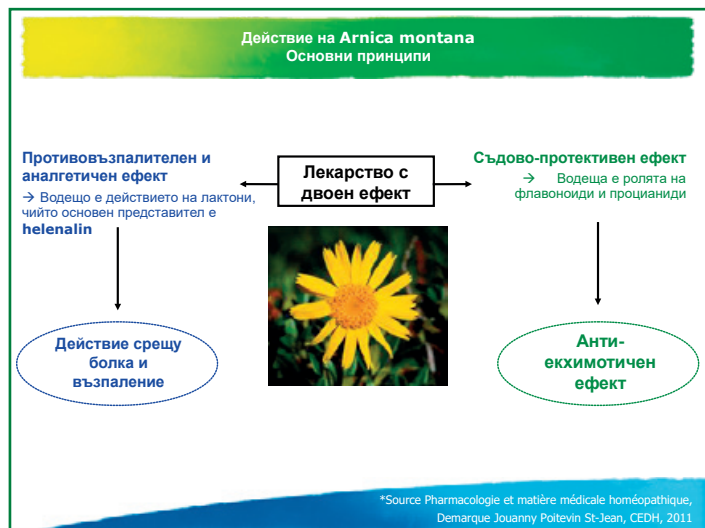 Действие на Arnica montana
Основни принципи
Противовъзпалителен и
аналгетичен ефект
→ Водещо е действието на лактони,
чийто основен представител е
helenalin
Лекарство с
двоен ефект
Съдово-протективен ефект
→ Водеща е ролята на
флавоноиди и процианиди
Действие срещу
болка и
възпаление
Анти-
екхимотичен
ефект
*Source Pharmacologie et matière médicale homéopathique,
Demarque Jouanny Poitevin St-Jean, CEDH, 2011